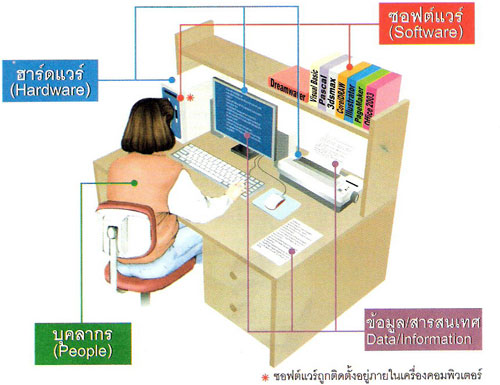 ซอฟต์แวร์
(Software)
ฮาร์ดแวร์
(Hardware)
Dreamwaver
Visual Basic
Pascal
3dsmax
CorelDRAW
Illustrator
PageMaker
Office 2003
*
บุคลากร
(People)
ข้อมูล/สารสนเทศ
Data/Information
* ซอฟต์แวร์ถูกติดตั้งอยู่ภายในเครื่องคอมพิวเตอร์